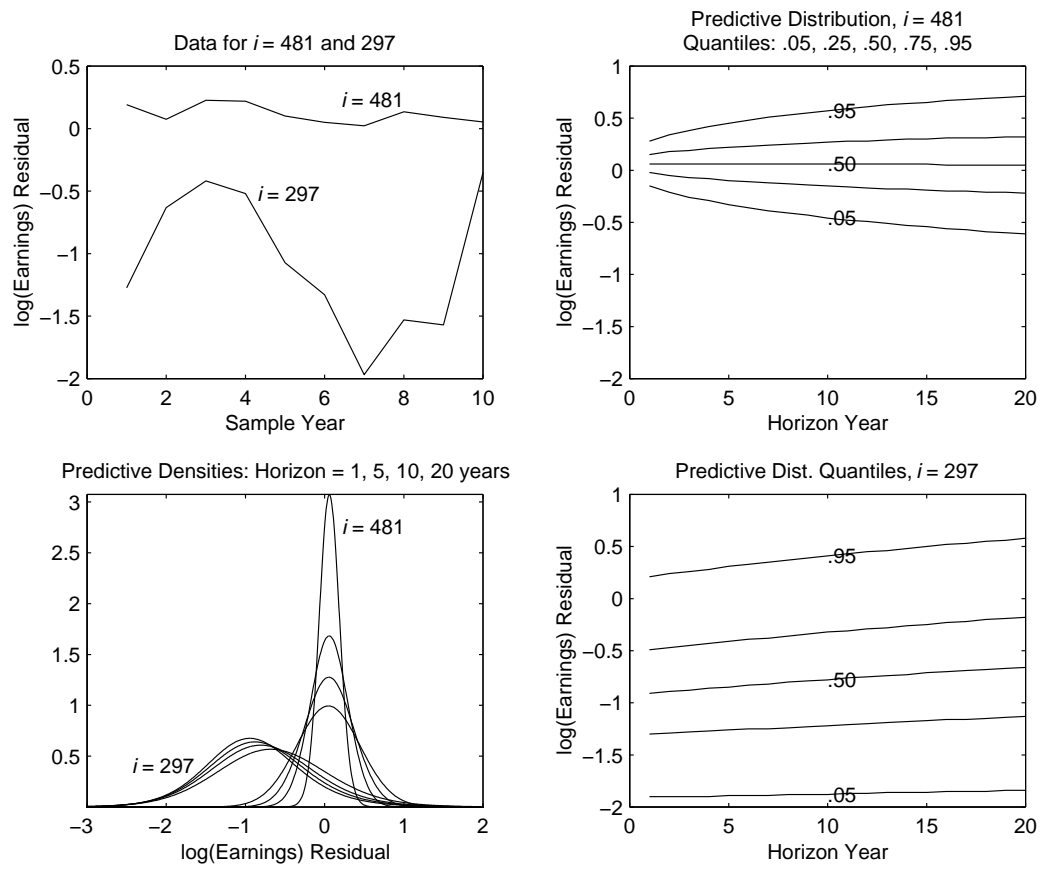 Data for i = 481 and 297
0.5
0
−0.5
−1
−1.5
−2
log(Earnings) Residual
i = 481
i = 297
0 2 4 6 8 10
Sample Year
Predictive Distribution, i = 481
Quantiles: .05, .25, .50, .75, .95
1
0.5
0
−0.5
−1
−1.5
−2
log(Earnings) Residual
.95
.50
.05
0 5 10 15 20
Horizon Year
Predictive Densities: Horizon = 1, 5, 10, 20 years
3
2.5
2
1.5
1
0.5
i = 481
i = 297
−3 −2 −1 0 1 2
log(Earnings) Residual
Predictive Dist. Quantiles, i = 297
1
0.5
0
−0.5
−1
−1.5
−2
log(Earnings) Residual
.95
.50
.05
0 5 10 15 20
Horizon Year